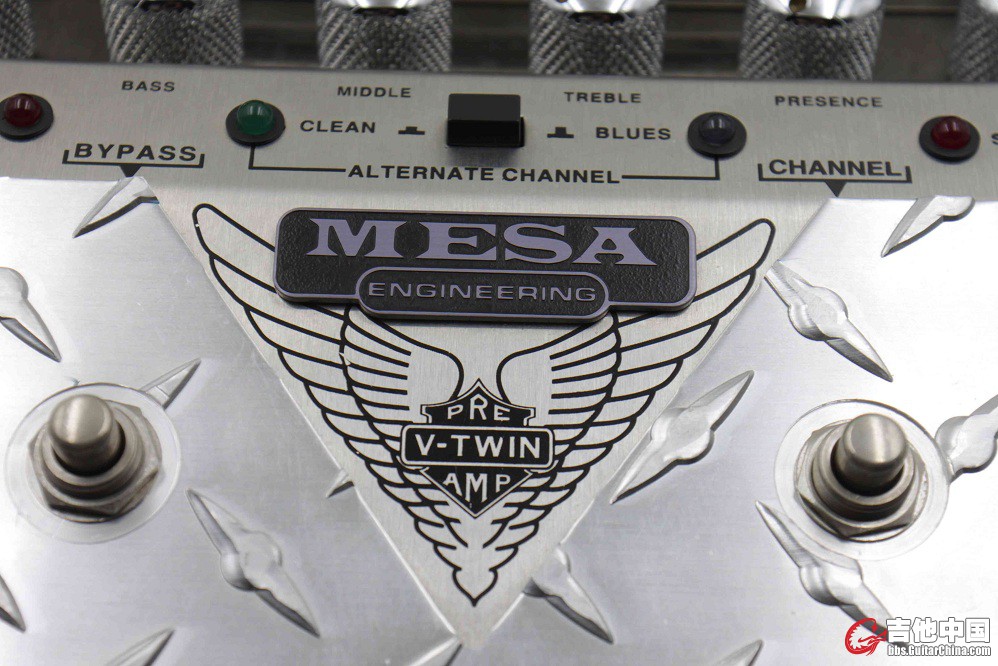 BASS MIDDLE TREBLE PRESENCE
CLEAN BLUES S
BYPASS ALTERNATE CHANNEL CHANNEL
MESA
ENGINEERING
PRE
V-TWIN
AMP
吉他中国
bbs.GuitarChina.com